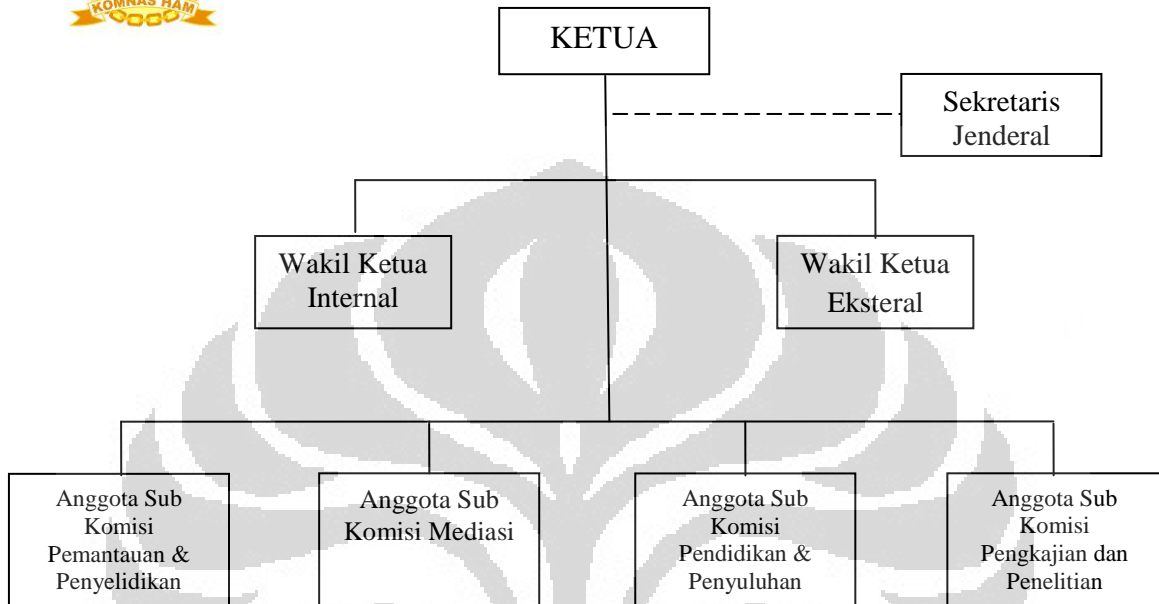 KOMNAS HAM
KETUA
Sekretaris
Jenderal
Wakil Ketua
Internal
Wakil Ketua
Eksteral
Anggota Sub
Komisi
Pemantauan &
Penyelidikan
Anggota Sub
Komisi Mediasi
Anggota Sub
Komisi
Pendidikan &
Penyuluhan
Anggota Sub
Komisi
Pengkajian dan
Penelitian